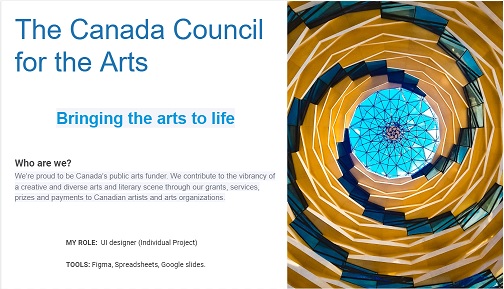 The Canada Council
for the Arts
Bringing the arts to life
Who are we?
We're proud to be Canada's public arts funder. We contribute to the vibrancy of
a creative and diverse arts and literary scene through our grants, services,
prizes and payments to Canadian artists and arts organizations.
MY ROLE: UI designer (Individual Project)
TOOLS: Figma, Spreadsheets, Google slides.